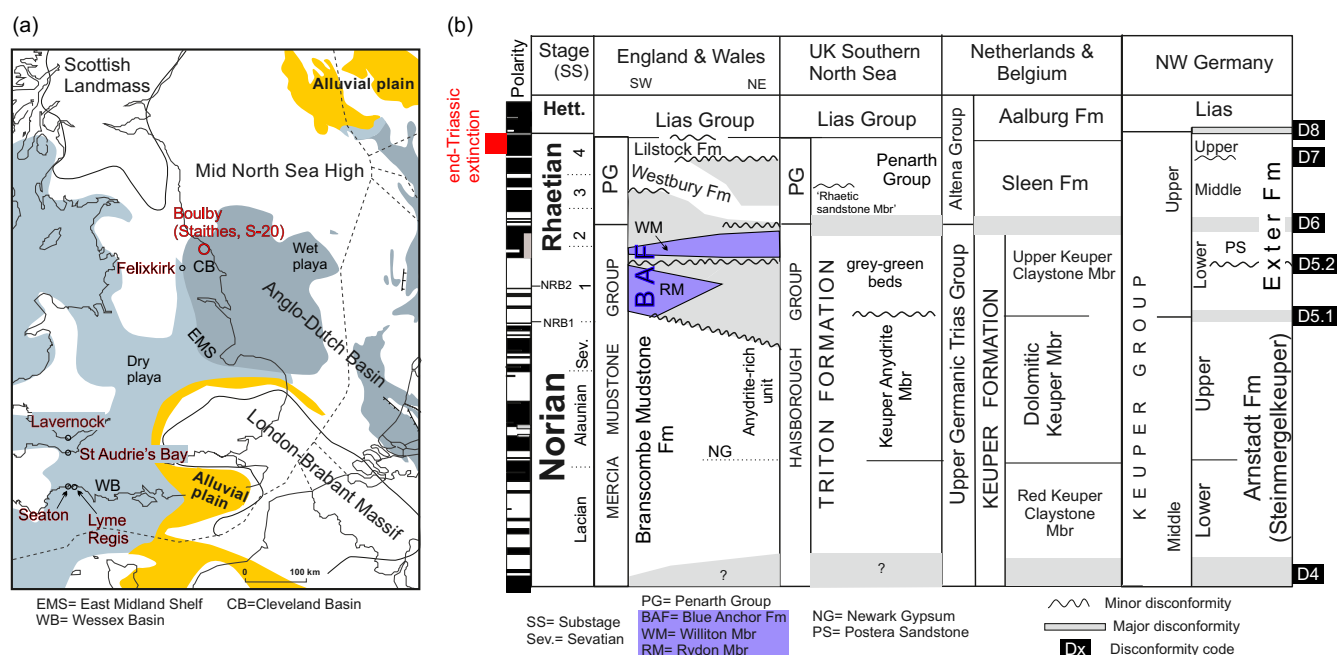 (a)
Scottish
Landmass
Alluvial plain
Mid North Sea High
Boulby
(Staithes, S-20)
Felixkirk
CB
Wet
playa
Anglo-Dutch Basin
EMS
Dry
playa
London-Brabant Massif
Lavernock
St Audrie's Bay
WB
Alluvial
plain
Seaton
Lyme
Regis
0 100 km
EMS= East Midland Shelf CB=Cleveland Basin
WB= Wessex Basin
(b)
Polarity
Stage
(SS)
England & Wales
SW NE
UK Southern
North Sea
Netherlands &
Belgium
NW Germany
end-Triassic
extinction
Hett.
Rhaetian
4
3
2
1
NRB2
NRB1
Norian
Sev.
Alaunian
Lacian
Lias Group
PG
Lilstock Fm
Westbury Fm
WM
BAF
RM
MERCIA MUDSTONE GROUP
Branscombe Mudstone
Fm
Anydrite-rich
unit
NG
?
Lias Group
PG
Penarth
Group
'Rhaetic
sandstone Mbr'
HAISBOROUGH GROUP
TRITON FORMATION
grey-green
beds
Keuper Anydrite
Mbr
?
Altena Group
Aalburg Fm
Sleen Fm
Upper Germanic Trias Group
KEUPER FORMATION
Upper Keuper
Claystone Mbr
Dolomitic
Keuper Mbr
Red Keuper
Claystone
Mbr
Lias
KEUPER GROUP
Upper
Middle
Upper
Middle
Lower
PS
Exter Fm
Upper
Lower
Arnstadt Fm
(Steinmergelkeuper)
D8
D7
D6
D5.2
D5.1
D4
SS= Substage
Sev.= Sevatian
PG= Penarth Group
BAF= Blue Anchor Fm
WM= Williton Mbr
RM= Rydon Mbr
NG= Newark Gypsum
PS= Postera Sandstone
Minor disconformity
Major disconformity
Dx Disconformity code